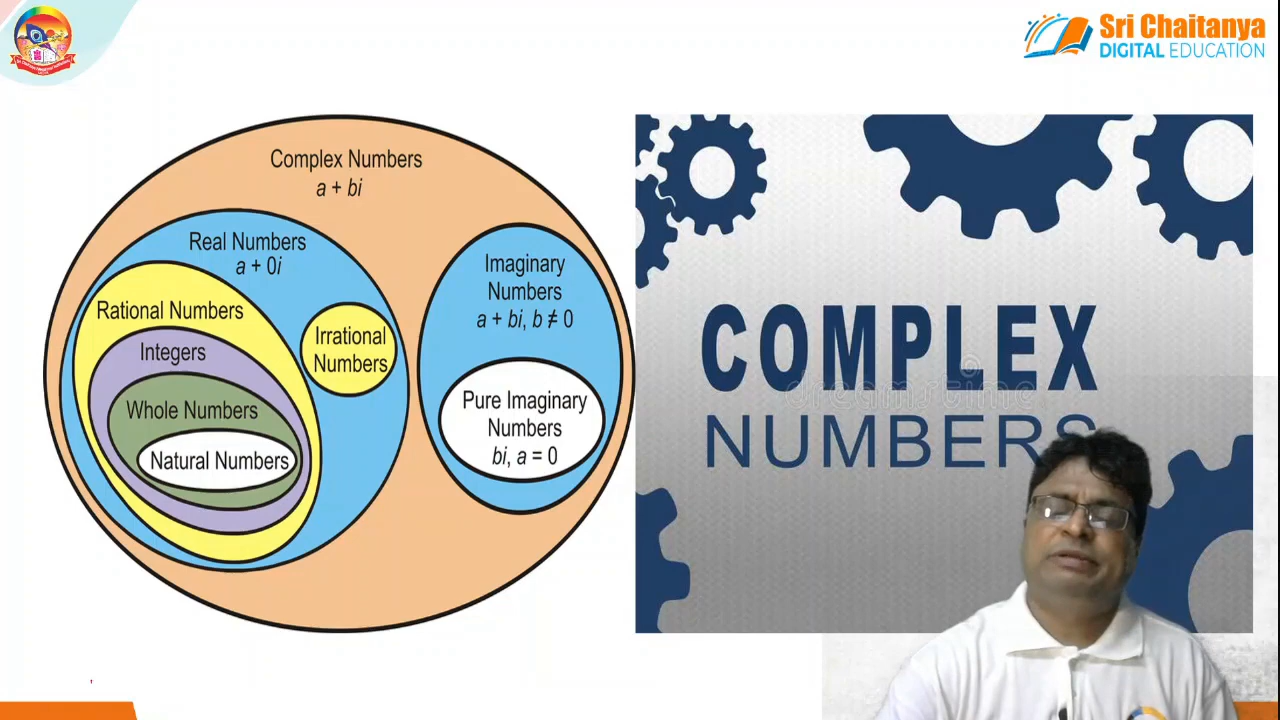 Sri Chaitanya
DIGITAL EDUCATION
Complex Numbers
a + bi
Real Numbers
a + 0i
Rational Numbers
Integers
Whole Numbers
Natural Numbers
Irrational
Numbers
Imaginary
Numbers
a + bi, b ≠ 0
Pure Imaginary
Numbers
bi, a = 0
COMPLEX
dreamstime
NUMBERS